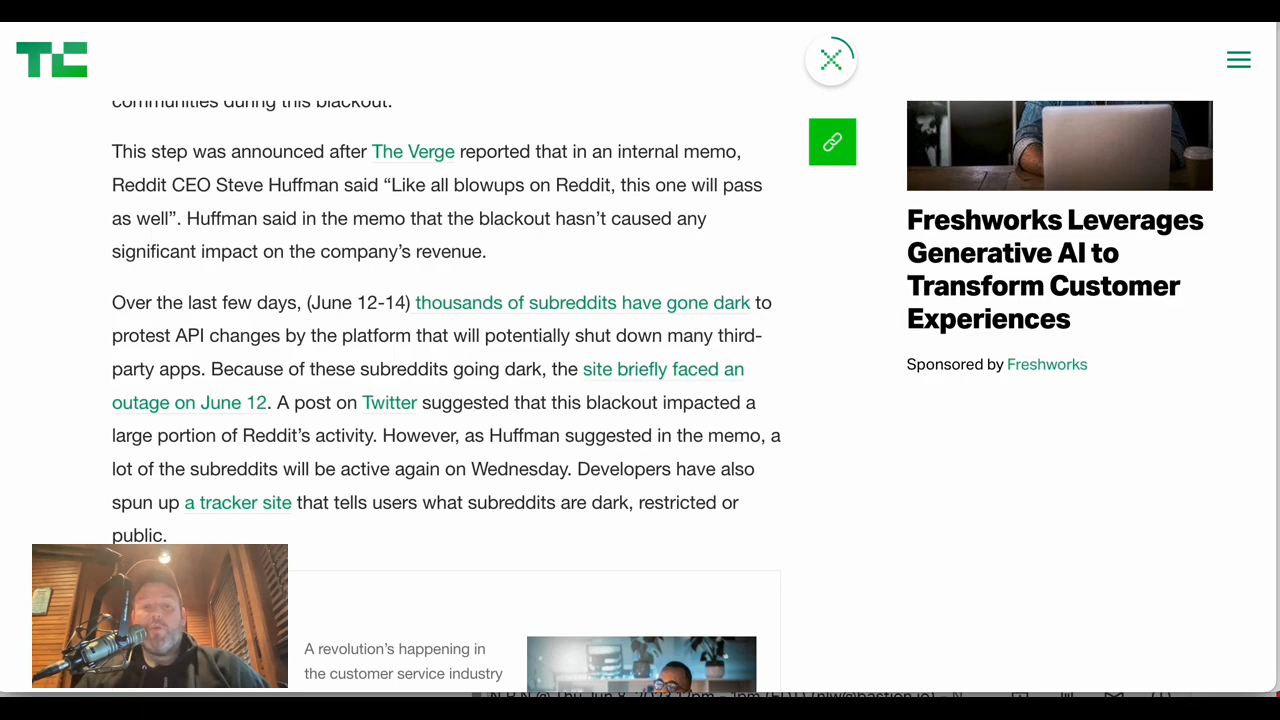 TC
communities during this blackout.
This step was announced after The Verge reported that in an internal memo,
Reddit CEO Steve Huffman said “Like all blowups on Reddit, this one will pass
as well”. Huffman said in the memo that the blackout hasn’t caused any
significant impact on the company’s revenue.
Over the last few days, (June 12-14) thousands of subreddits have gone dark to
protest API changes by the platform that will potentially shut down many third-
party apps. Because of these subreddits going dark, the site briefly faced an
outage on June 12. A post on Twitter suggested that this blackout impacted a
large portion of Reddit’s activity. However, as Huffman suggested in the memo, a
lot of the subreddits will be active again on Wednesday. Developers have also
spun up a tracker site that tells users what subreddits are dark, restricted or
public.
A revolution’s happening in
the customer service industry
Freshworks Leverages
Generative AI to
Transform Customer
Experiences
Sponsored by Freshworks